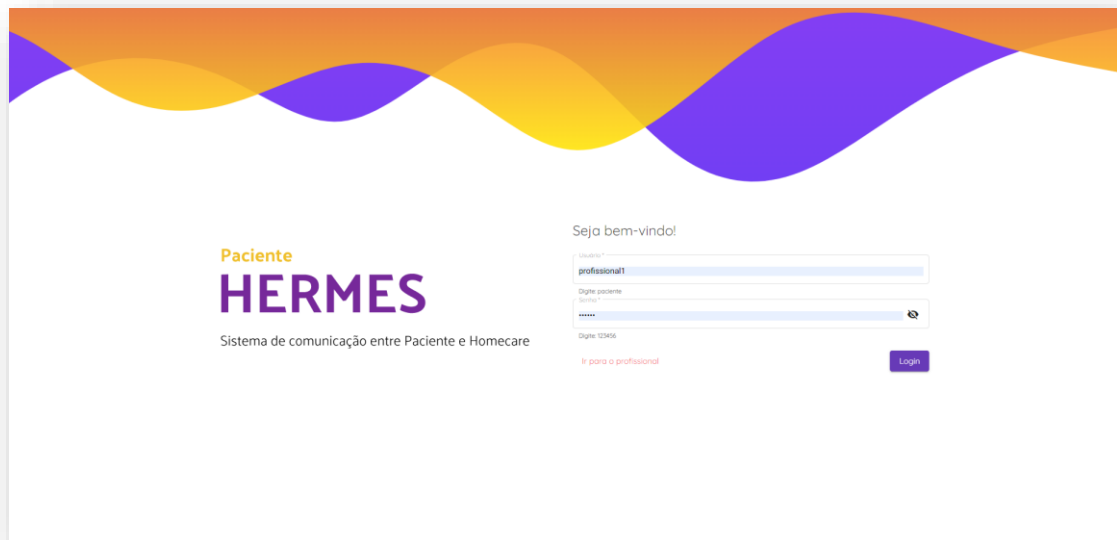 Paciente
HERMES
Sistema de comunicação entre Paciente e Homecare
Seja bem-vindo!
Usuário *
profissional1
Digite: paciente
Senha *
••••••
Digite: 123456
Ir para o profissional
Login